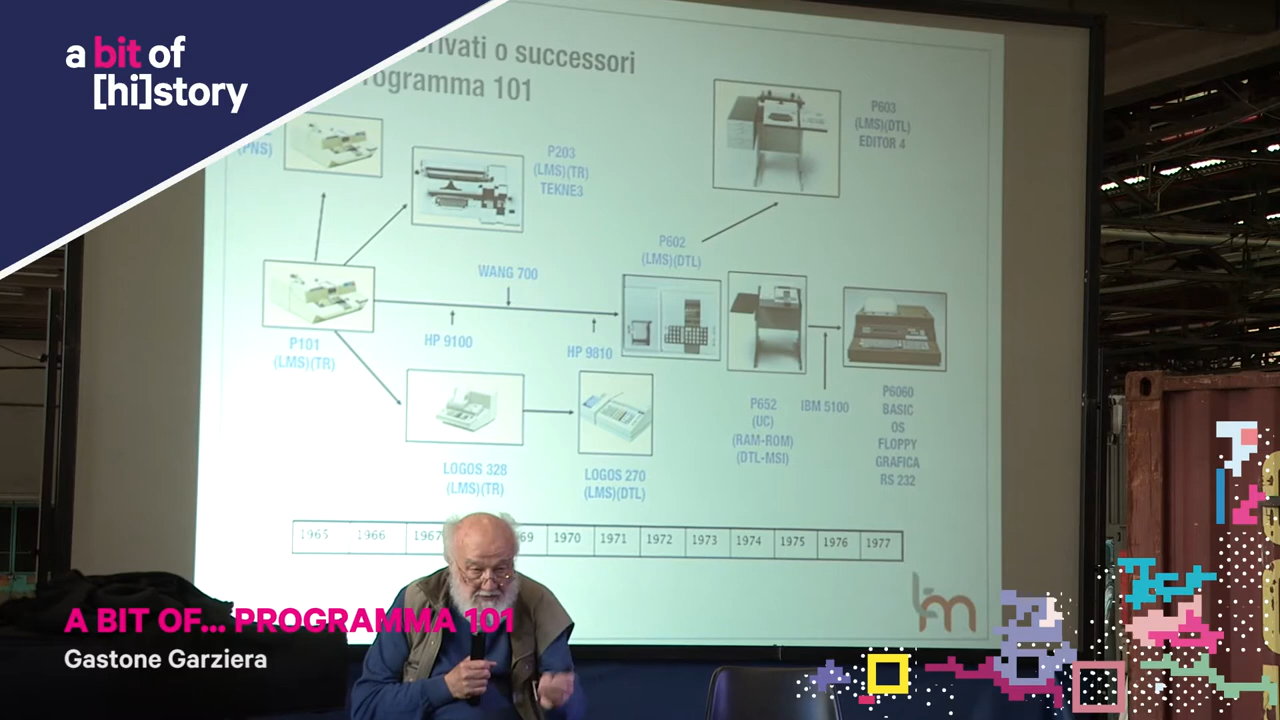 a bit of
[hi]story
rivati o successori
rogramma 101
(PNS)
P203
(LMS)(TR)
TEKNE3
P603
(LMS)(DTL)
EDITOR 4
P602
(LMS)(DTL)
WANG 700
HP 9100
HP 9810
P101
(LMS)(TR)
LOGOS 328
(LMS)(TR)
LOGOS 270
(LMS)(DTL)
P652
(UC)
(RAM-ROM)
(DTL-MSI)
IBM 5100
P6060
BASIC
OS
FLOPPY
GRAFICA
RS 232
1965 1966 1967 69 1970 1971 1972 1973 1974 1975 1976 1977
A BIT OF... PROGRAMMA 101
Gastone Garziera